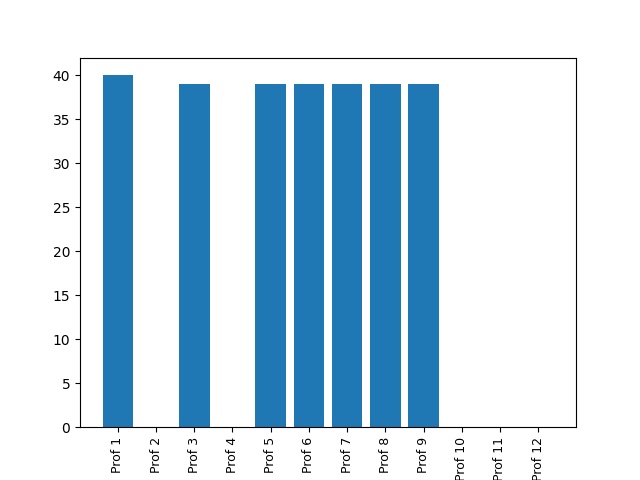 40
35
30
25
20
15
10
5
0
Prof 1
Prof 2
Prof 3
Prof 4
Prof 5
Prof 6
Prof 7
Prof 8
Prof 9
Prof 10
Prof 11
Prof 12